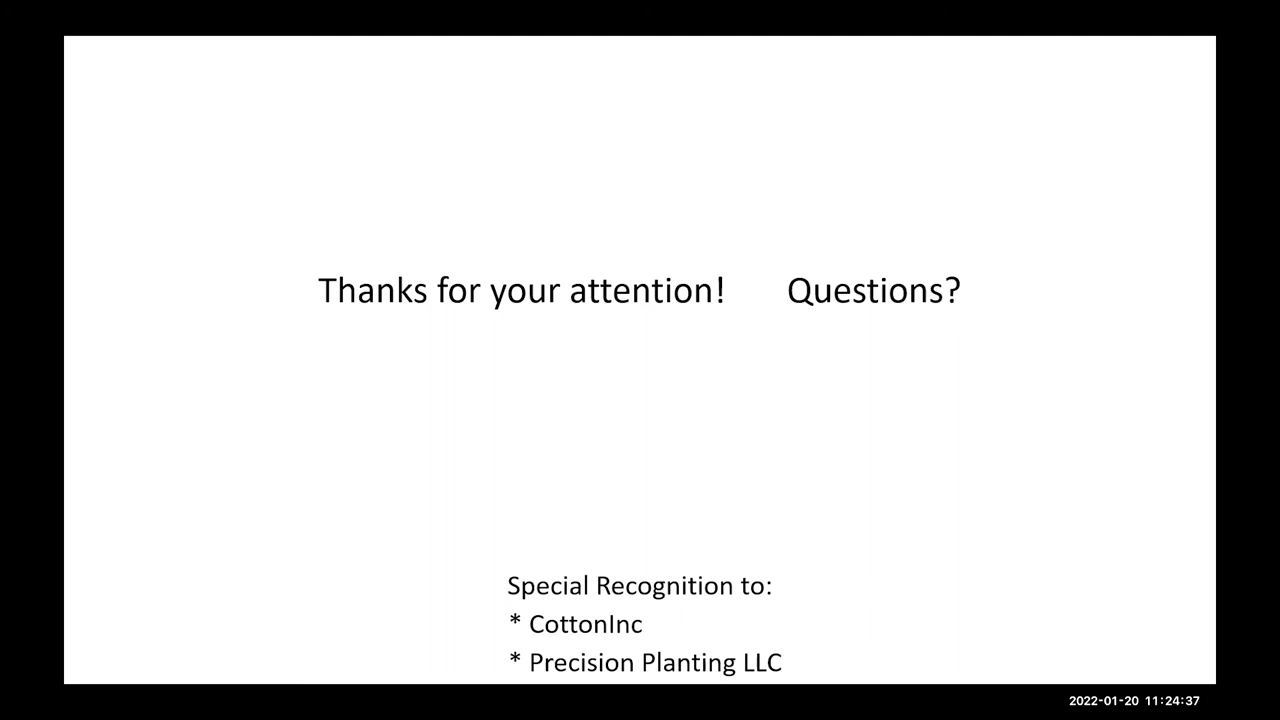 Thanks for your attention! Questions?
Special Recognition to:
* CottonInc
* Precision Planting LLC
2022-01-20 11:24:37